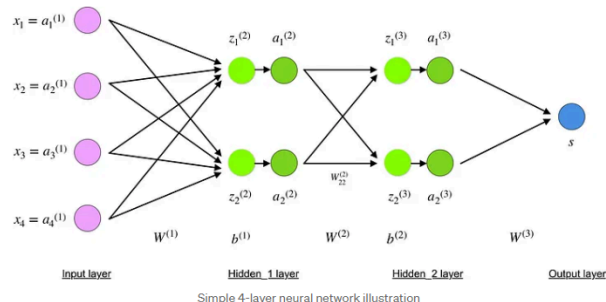 x₁ = a₁⁽¹⁾
x₂ = a₂⁽¹⁾
x₃ = a₃⁽¹⁾
x₄ = a₄⁽¹⁾
z₁⁽²⁾ a₁⁽²⁾
z₂⁽²⁾ a₂⁽²⁾
z₁⁽³⁾ a₁⁽³⁾
W₂₂⁽²⁾
z₂⁽³⁾ a₂⁽³⁾
s
W⁽¹⁾ b⁽¹⁾ W⁽²⁾ b⁽²⁾ W⁽³⁾
Input layer Hidden_1 layer Hidden_2 layer Output layer
Simple 4-layer neural network illustration